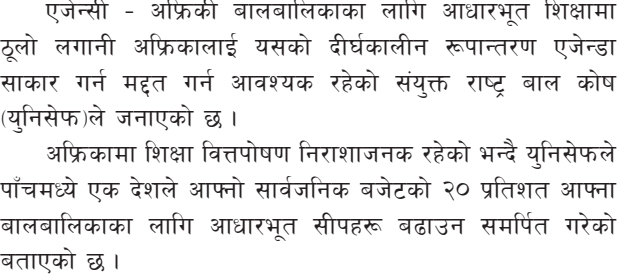 एजेन्सी - अफ्रिकी बालबालिकाका लागि आधारभूत शिक्षामा
ठूलो लगानी अफ्रिकालाई यसको दीर्घकालीन रूपान्तरण एजेन्डा
साकार गर्न मद्दत गर्न आवश्यक रहेको संयुक्त राष्ट्र बाल कोष
(युनिसेफ)ले जनाएको छ ।
अफ्रिकामा शिक्षा वित्तपोषण निराशाजनक रहेको भन्दै युनिसेफले
पाँचमध्ये एक देशले आफ्नो सार्वजनिक बजेटको २० प्रतिशत आफ्ना
बालबालिकाका लागि आधारभूत सीपहरू बढाउन समर्पित गरेको
बताएको छ ।